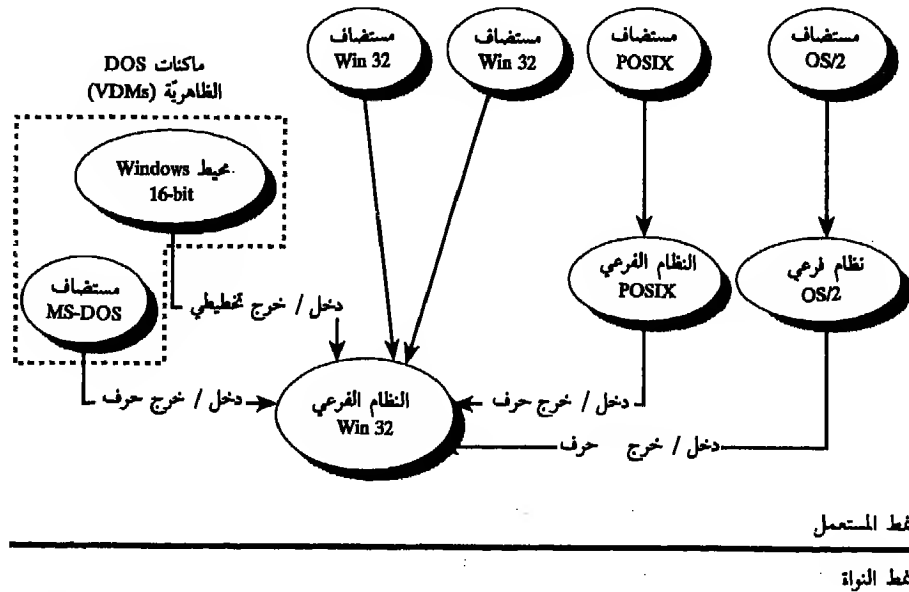 مستضاف
OS/2
مستضاف
POSIX
مستضاف
Win 32
مستضاف
Win 32
ماكنات DOS
الظاهريّة (VDMs)
محيط Windows
16-bit
مستضاف
MS-DOS
نظام فرعي
OS/2
النظام الفرعي
POSIX
دخل / خرج تخطيطي
دخل / خرج حرف
النظام الفرعي
Win 32
دخل / خرج حرف
دخل / خرج حرف
نمط المستعمل
نمط النواة